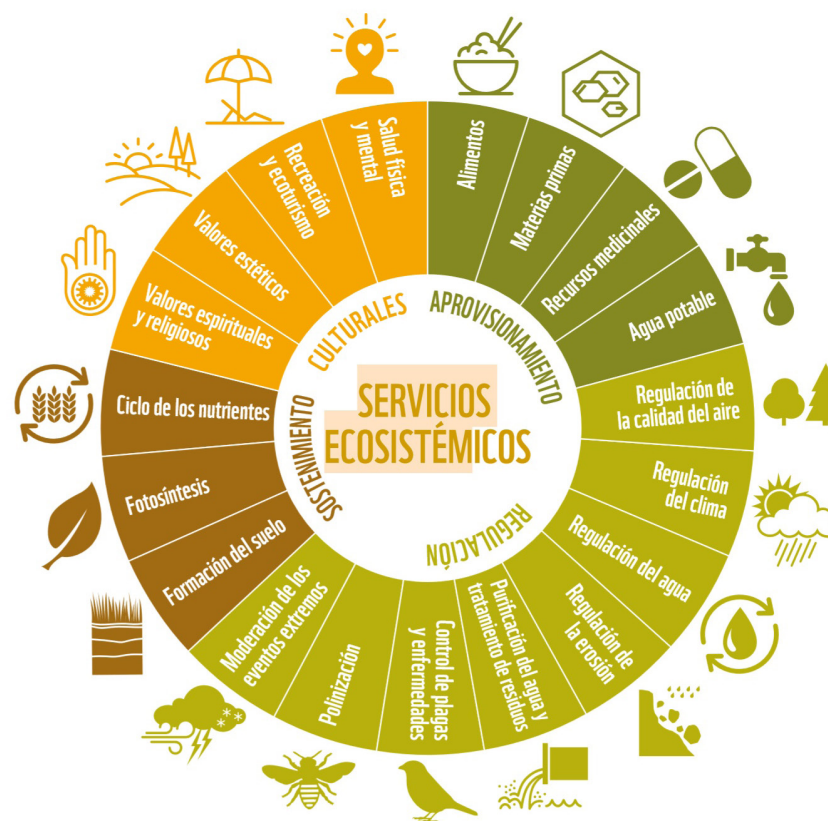 SERVICIOS
ECOSISTÉMICOS
APROVISIONAMIENTO
Alimentos
Materias primas
Recursos medicinales
Agua potable
REGULACIÓN
Regulación de
la calidad del aire
Regulación
del clima
Regulación del agua
Regulación de
la erosión
Purificación del agua y
tratamiento de residuos
Control de plagas
y enfermedades
Polinización
Moderación de los
eventos extremos
SOSTENIMIENTO
Formación del suelo
Fotosíntesis
Ciclo de los nutrientes
CULTURALES
Valores espirituales
y religiosos
Valores estéticos
Recreación
y ecoturismo
Salud física
y mental